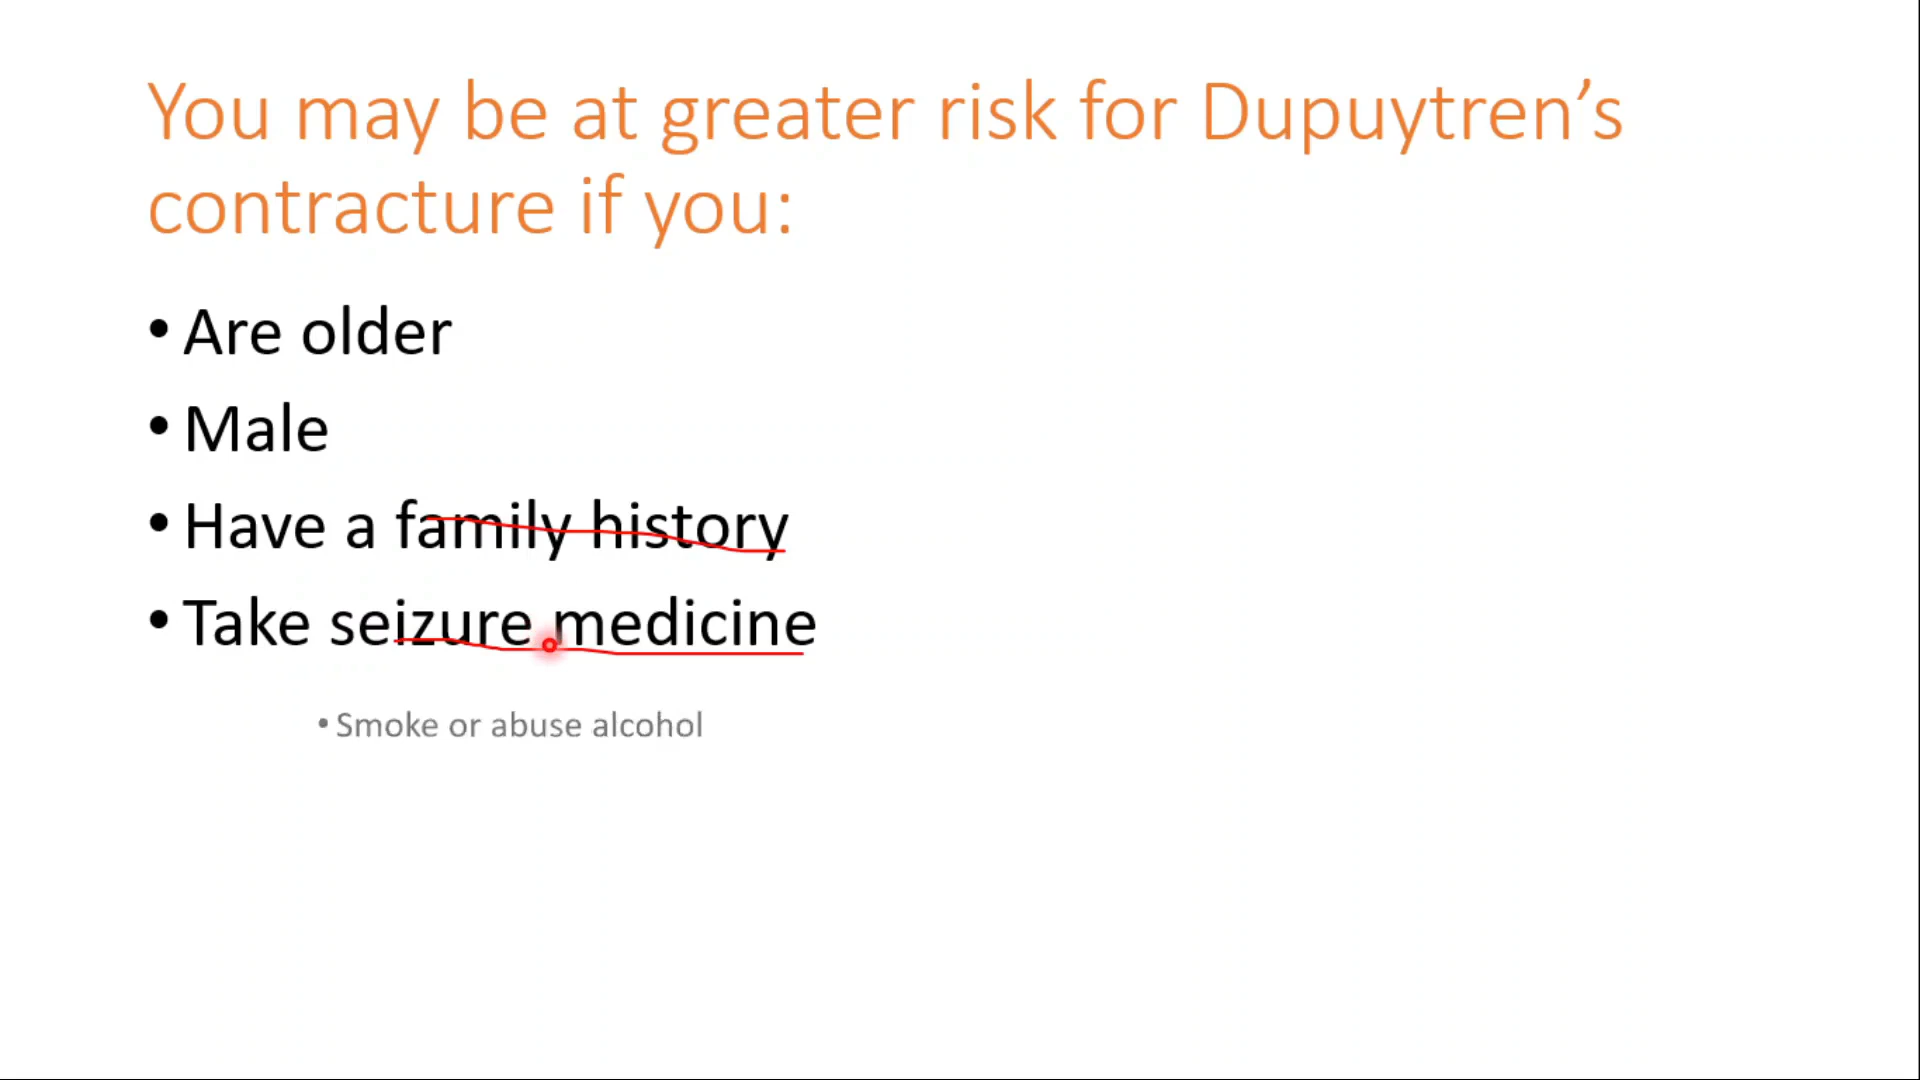 You may be at greater risk for Dupuytren’s
contracture if you:
• Are older
• Male
• Have a family history
• Take seizure medicine
• Smoke or abuse alcohol